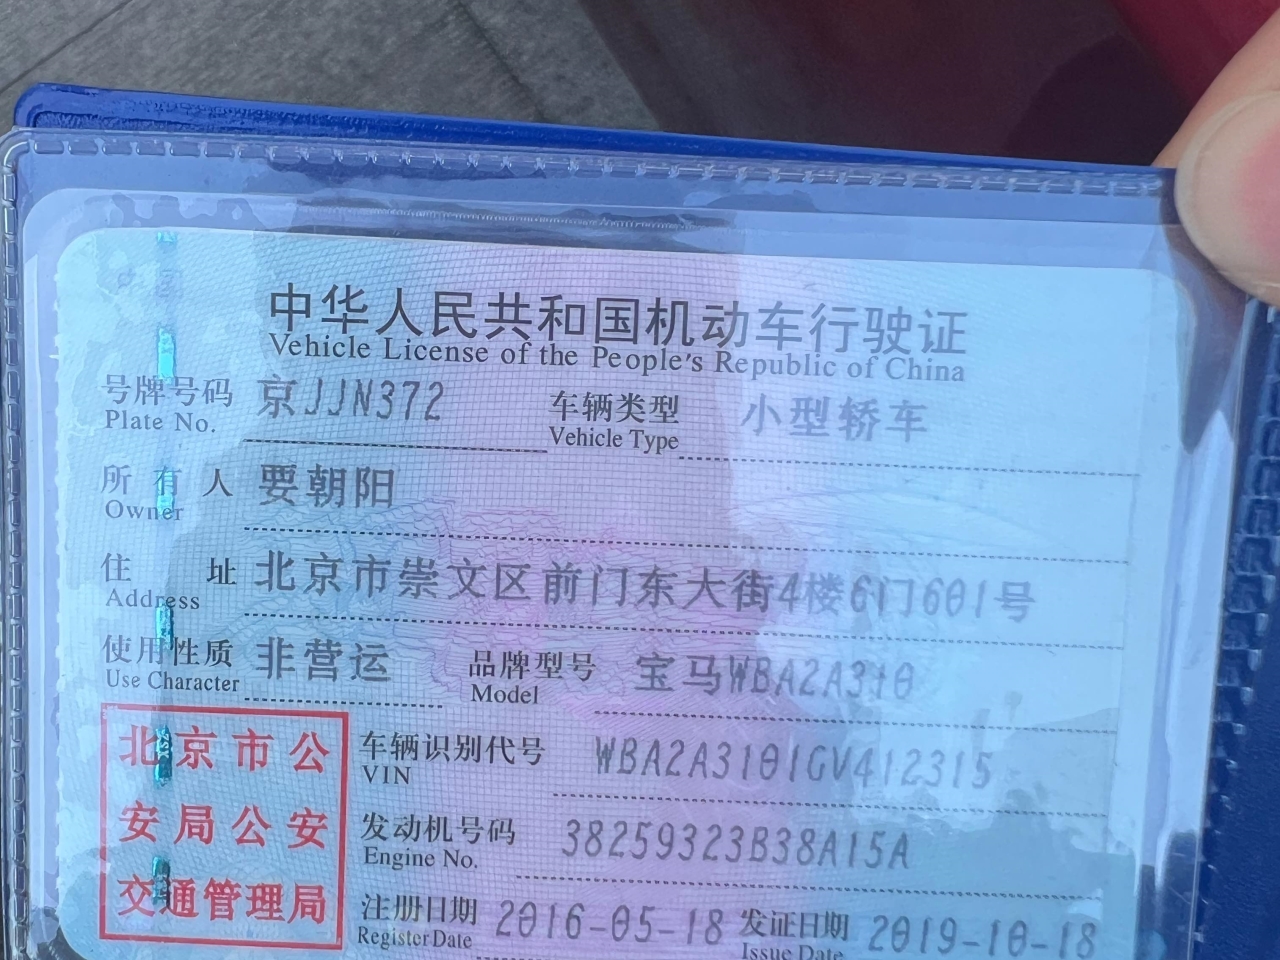 中华人民共和国机动车行驶证
Vehicle License of the People's Republic of China
号牌号码 京JJN372 车辆类型 小型轿车
Plate No. Vehicle Type
所有人 要朝阳
Owner
住址 北京市崇文区前门东大街4楼6门601号
Address
使用性质 非营运 品牌型号 宝马WBA2A310
Use Character Model
北京市公
安局公安
交通管理局
车辆识别代号 WBA2A3101GV412315
VIN
发动机号码 38259323B38A15A
Engine No.
注册日期 2016-05-18 发证日期 2019-10-18
Register Date Issue Date